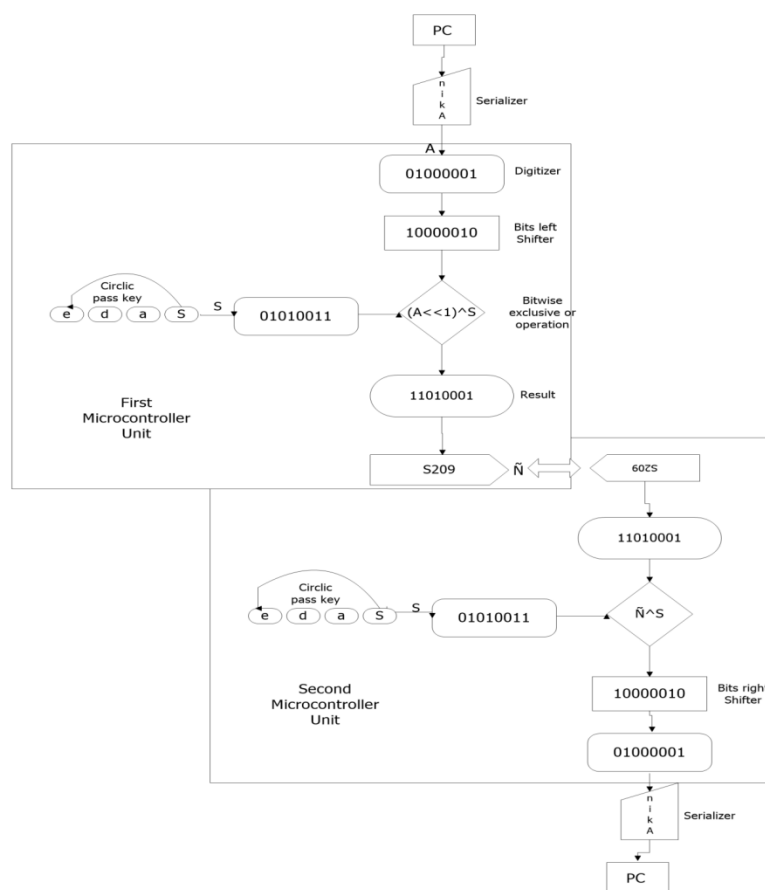 PC
n
i
k
A
Serializer
A
01000001
Digitizer
10000010
Bits left
Shifter
Circlic
pass key
e d a S
S
01010011
(A<<1)^S
Bitwise
exclusive or
operation
11010001
Result
First
Microcontroller
Unit
S209
Ñ
S209
11010001
Circlic
pass key
e d a S
S
01010011
Ñ^S
10000010
Bits right
Shifter
Second
Microcontroller
Unit
01000001
n
i
k
A
Serializer
PC